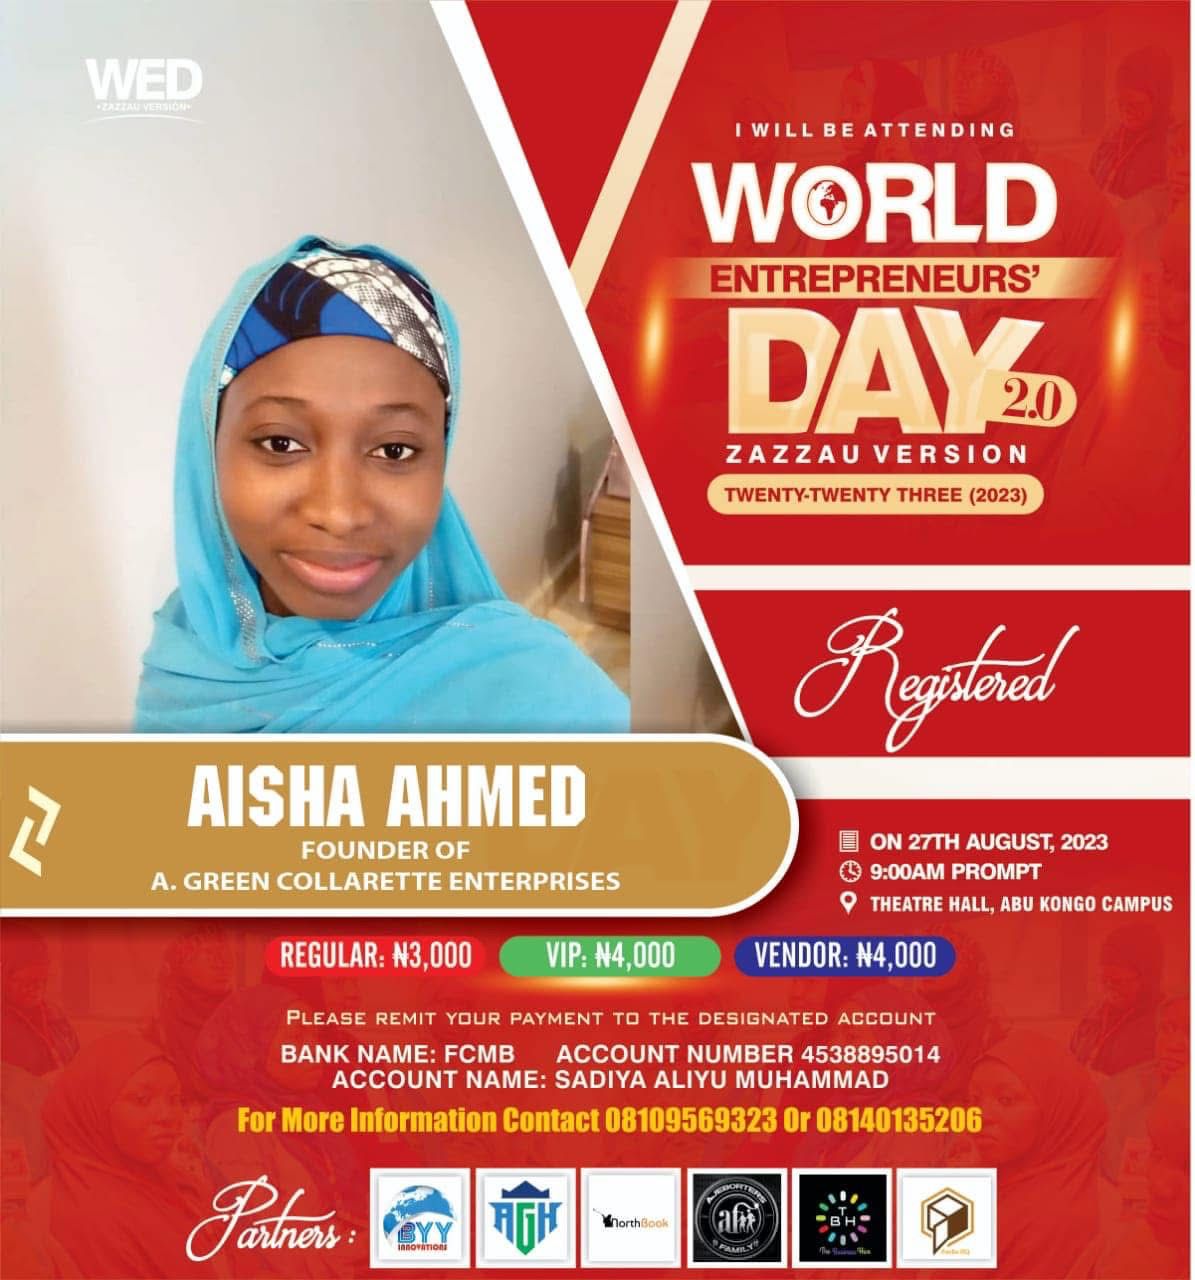 WED
•ZAZZAU VERSION•
I WILL BE ATTENDING
WORLD
ENTREPRENEURS'
DAY
2.0
ZAZZAU VERSION
TWENTY-TWENTY THREE (2023)
Registered
AISHA AHMED
FOUNDER OF
A. GREEN COLLARETTE ENTERPRISES
ON 27TH AUGUST, 2023
9:00AM PROMPT
THEATRE HALL, ABU KONGO CAMPUS
REGULAR: ₦3,000 VIP: ₦4,000 VENDOR: ₦4,000
PLEASE REMIT YOUR PAYMENT TO THE DESIGNATED ACCOUNT
BANK NAME: FCMB ACCOUNT NUMBER 4538895014
ACCOUNT NAME: SADIYA ALIYU MUHAMMAD
For More Information Contact 08109569323 Or 08140135206
Partners :
BYY
INNOVATIONS
AGH
NorthBook
AJEBORTERS
FAMILY
TBH